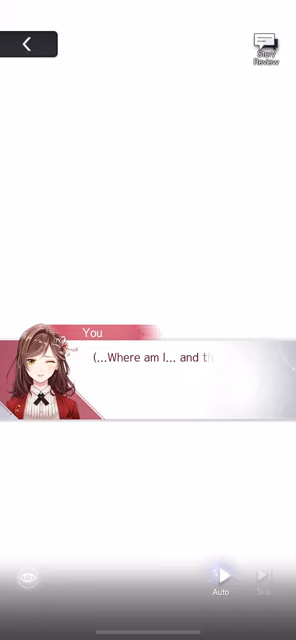 Story
Review
You
(...Where am I... and th
Auto
Skip